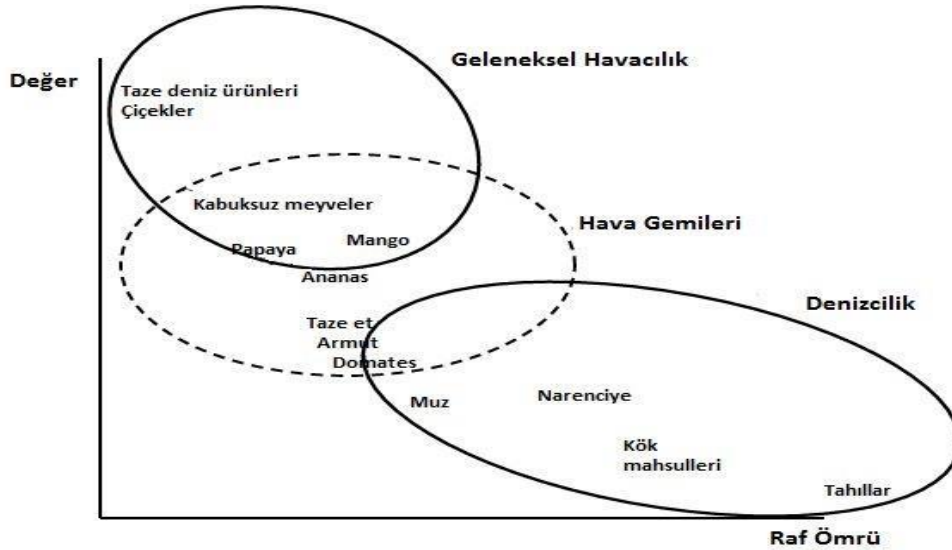 Geleneksel Havacılık
Değer
Taze deniz ürünleri
Çiçekler
Kabuksuz meyveler
Hava Gemileri
Mango
Papaya
Ananas
Denizcilik
Taze et
Armut
Domates
Muz
Narenciye
Kök
mahsulleri
Tahıllar
Raf Ömrü